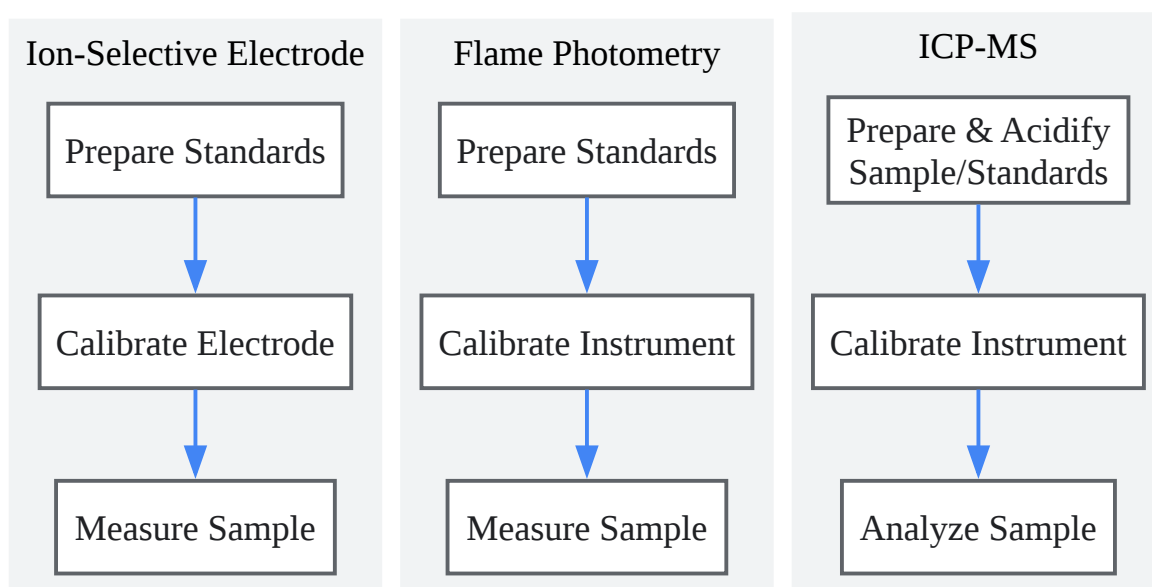 Ion-Selective Electrode
Prepare Standards
Calibrate Electrode
Measure Sample
Flame Photometry
Prepare Standards
Calibrate Instrument
Measure Sample
ICP-MS
Prepare & Acidify
Sample/Standards
Calibrate Instrument
Analyze Sample